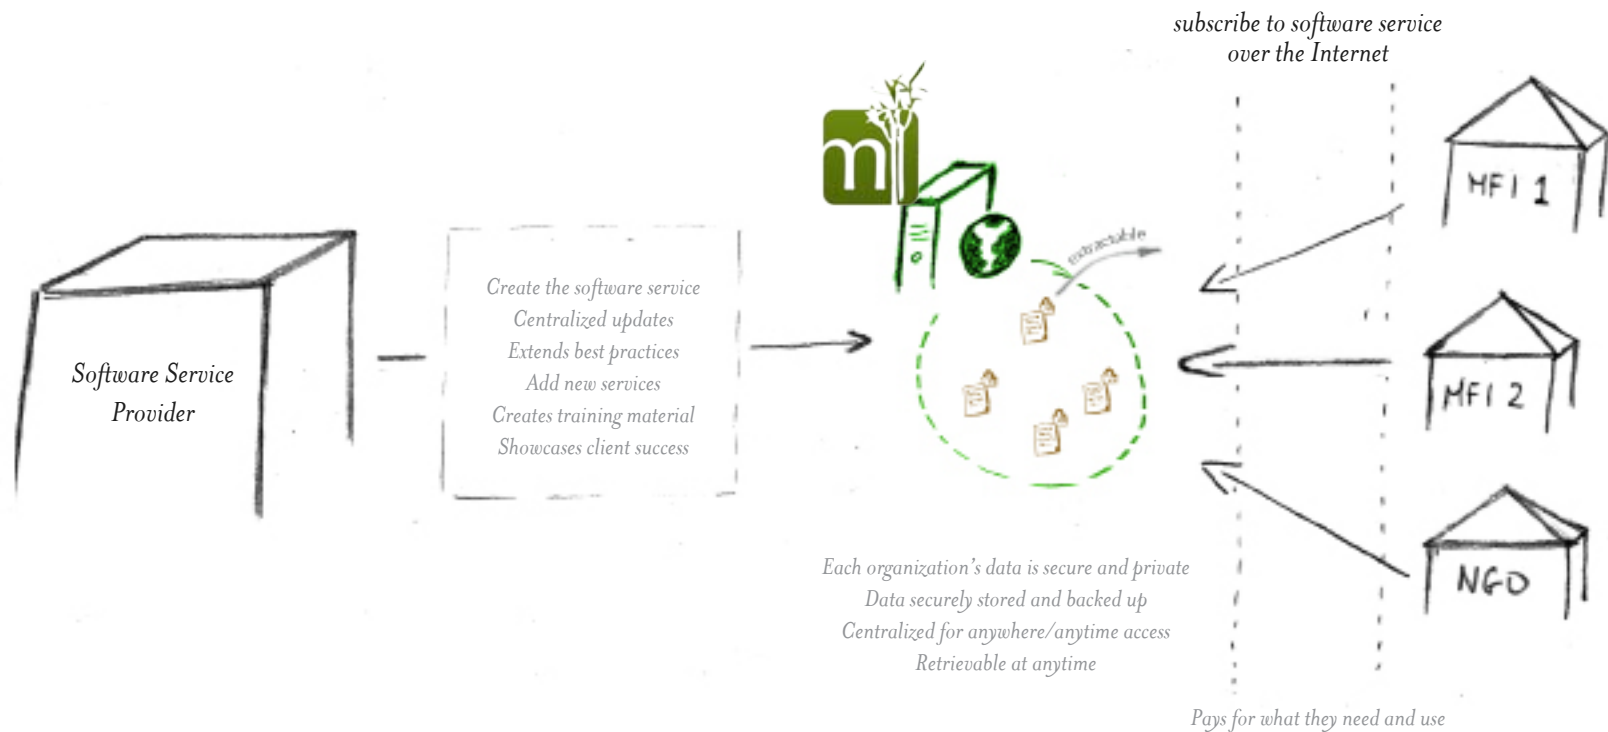 subscribe to software service
over the Internet
m
extractable
MFI 1
Create the software service
Centralized updates
Extends best practices
Add new services
Creates training material
Showcases client success
Software Service
Provider
MFI 2
NGO
Each organization's data is secure and private
Data securely stored and backed up
Centralized for anywhere/anytime access
Retrievable at anytime
Pays for what they need and use